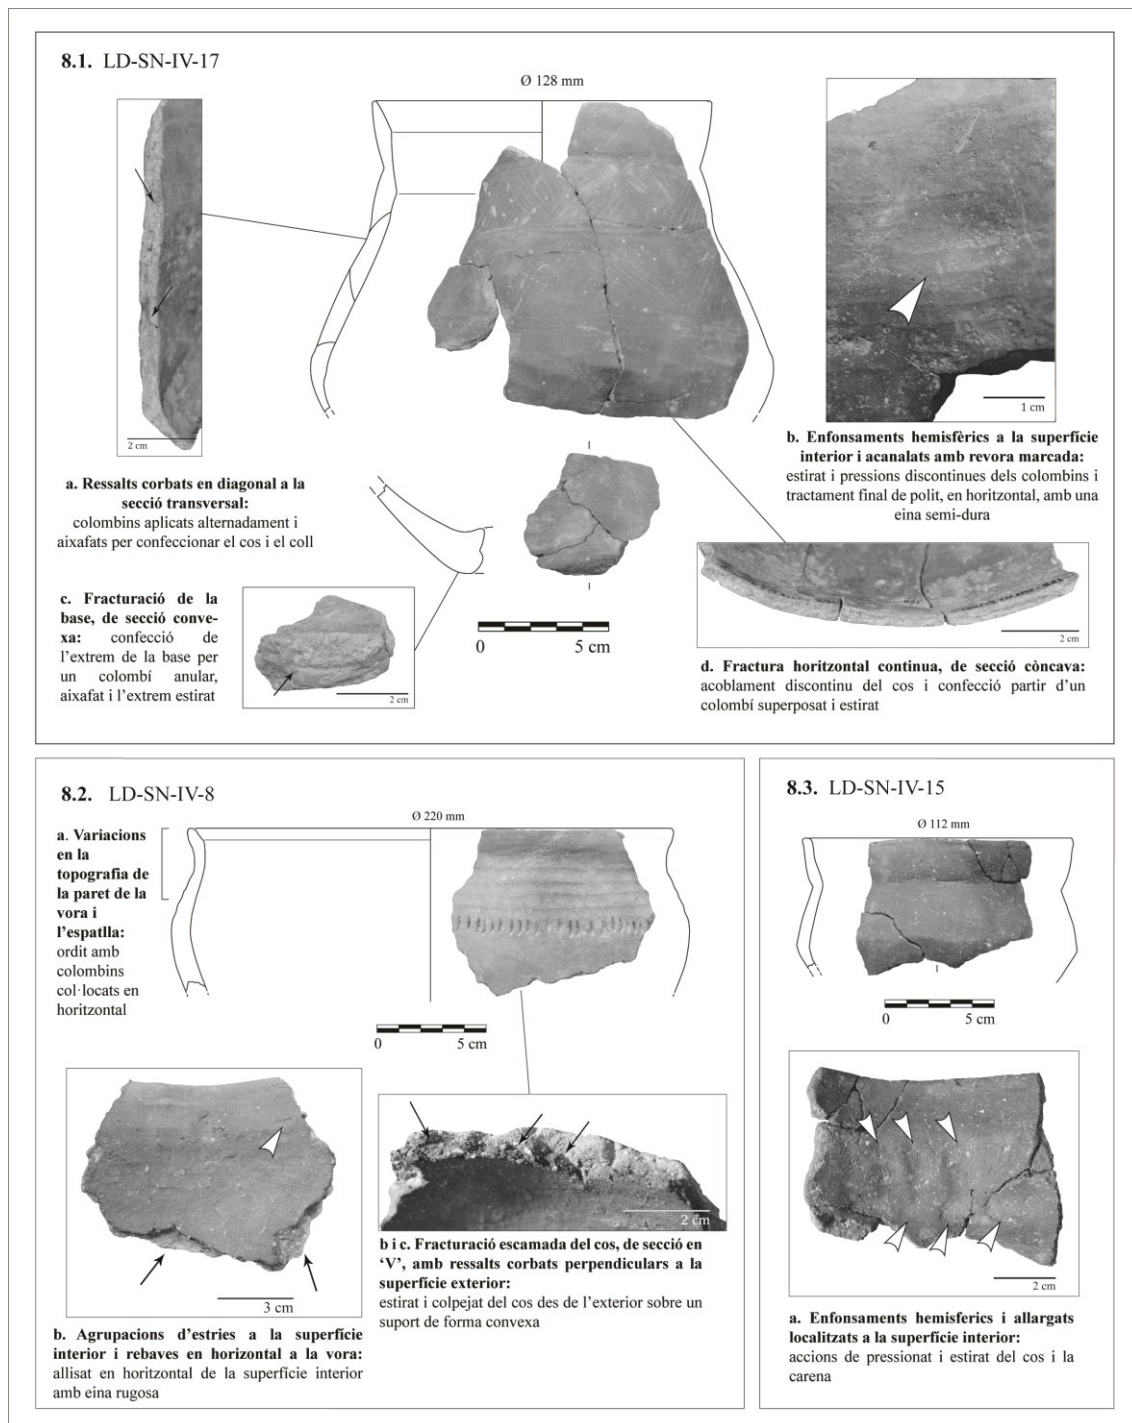 8.1. LD-SN-IV-17
Ø 128 mm
2 cm
a. Ressalts corbats en diagonal a la
secció transversal:
colombins aplicats alternadament i
aixafats per confeccionar el cos i el coll
1 cm
b. Enfonsaments hemisfèrics a la superfície
interior i acanalats amb revora marcada:
estirat i pressions discontinues dels colombins i
tractament final de polit, en horitzontal, amb una
eina semi-dura
c. Fracturació de la
base, de secció conve-
xa: confecció de
l’extrem de la base per
un colombí anular,
aixafat i l’extrem estirat
2 cm
0 5 cm
2 cm
d. Fractura horitzontal continua, de secció còncava:
acoblament discontinu del cos i confecció partir d’un
colombí superposat i estirat
8.2. LD-SN-IV-8
Ø 220 mm
a. Variacions
en la
topografia de
la paret de la
vora i
l’espatlla:
ordit amb
colombins
col·locats en
horitzontal
0 5 cm
3 cm
b. Agrupacions d’estries a la superfície
interior i rebaves en horizontal a la vora:
allisat en horitzontal de la superfície interior
amb eina rugosa
2 cm
b i c. Fracturació escamada del cos, de secció en
‘V’, amb ressalts corbats perpendiculars a la
superfície exterior:
estirat i colpejat del cos des de l’exterior sobre un
suport de forma convexa
8.3. LD-SN-IV-15
Ø 112 mm
0 5 cm
2 cm
a. Enfonsaments hemisferics i allargats
localitzats a la superfície interior:
accions de pressionat i estirat del cos i la
carena